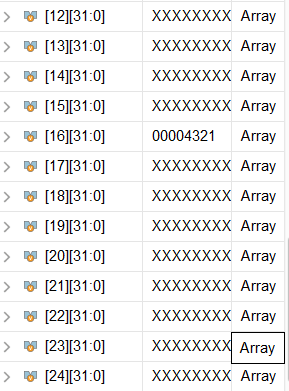 [12][31:0] XXXXXXXX Array
[13][31:0] XXXXXXXX Array
[14][31:0] XXXXXXXX Array
[15][31:0] XXXXXXXX Array
[16][31:0] 00004321 Array
[17][31:0] XXXXXXXX Array
[18][31:0] XXXXXXXX Array
[19][31:0] XXXXXXXX Array
[20][31:0] XXXXXXXX Array
[21][31:0] XXXXXXXX Array
[22][31:0] XXXXXXXX Array
[23][31:0] XXXXXXXX Array
[24][31:0] XXXXXXXX Array